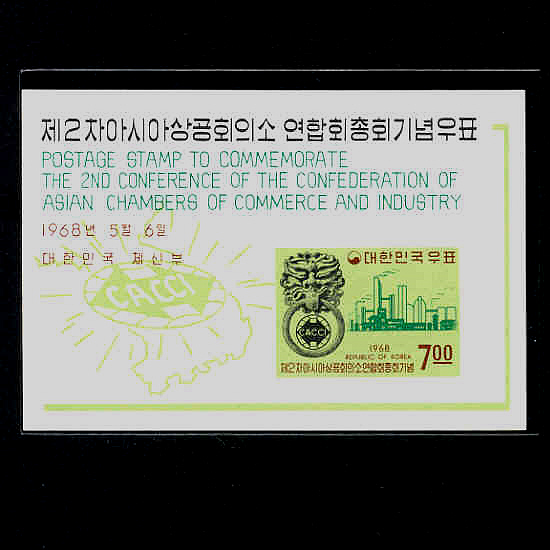 제2차아시아상공회의소 연합회총회기념우표
POSTAGE STAMP TO COMMEMORATE
THE 2ND CONFERENCE OF THE CONFEDERATION OF
ASIAN CHAMBERS OF COMMERCE AND INDUSTRY
1968년 5월 6일
대한민국 체신부
CACCI
대한민국우표
CACCI
1968
REPUBLIC OF KOREA
7.00
제2차아시아상공회의소연합회총회기념